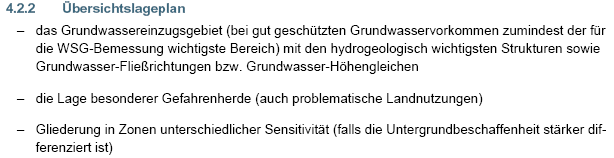 4.2.2 Übersichtslageplan
– das Grundwassereinzugsgebiet (bei gut geschützten Grundwasservorkommen zumindest der für
die WSG-Bemessung wichtigste Bereich) mit den hydrogeologisch wichtigsten Strukturen sowie
Grundwasser-Fließrichtungen bzw. Grundwasser-Höhengleichen
– die Lage besonderer Gefahrenherde (auch problematische Landnutzungen)
– Gliederung in Zonen unterschiedlicher Sensitivität (falls die Untergrundbeschaffenheit stärker dif-
ferenziert ist)